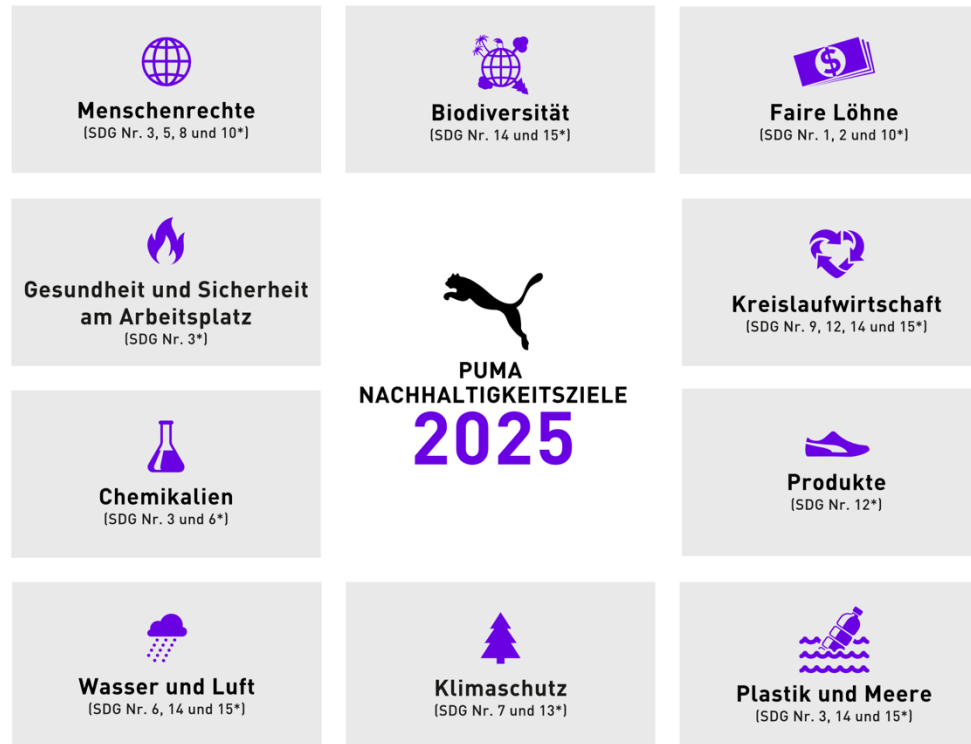 Menschenrechte
(SDG Nr. 3, 5, 8 und 10*)
Biodiversität
(SDG Nr. 14 und 15*)
Faire Löhne
(SDG Nr. 1, 2 und 10*)
Gesundheit und Sicherheit
am Arbeitsplatz
(SDG Nr. 3*)
PUMA
NACHHALTIGKEITSZIELE
2025
Kreislaufwirtschaft
(SDG Nr. 9, 12, 14 und 15*)
Chemikalien
(SDG Nr. 3 und 6*)
Produkte
(SDG Nr. 12*)
Wasser und Luft
(SDG Nr. 6, 14 und 15*)
Klimaschutz
(SDG Nr. 7 und 13*)
Plastik und Meere
(SDG Nr. 3, 14 und 15*)